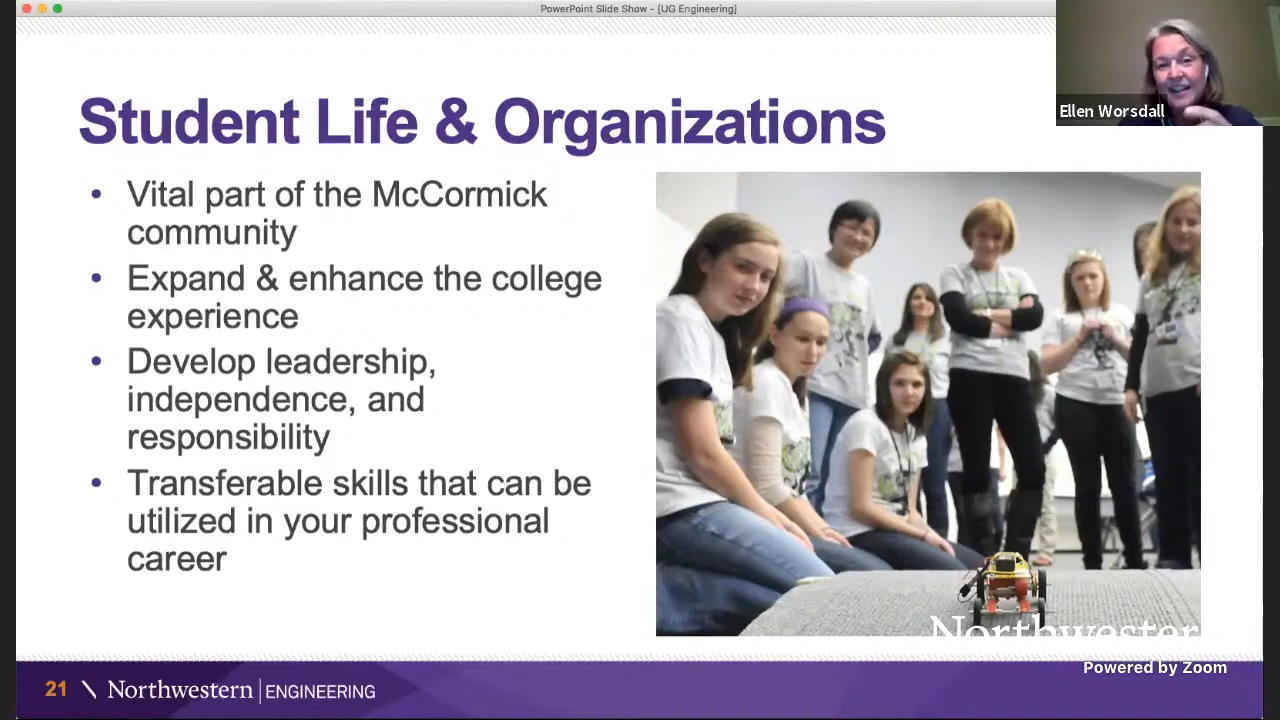 PowerPoint Slide Show - [UG Engineering]
Ellen Worsdall
Student Life & Organizations
• Vital part of the McCormick
community
• Expand & enhance the college
experience
• Develop leadership,
independence, and
responsibility
• Transferable skills that can be
utilized in your professional
career
Northwester
Powered by Zoom
21 \ Northwestern | ENGINEERING